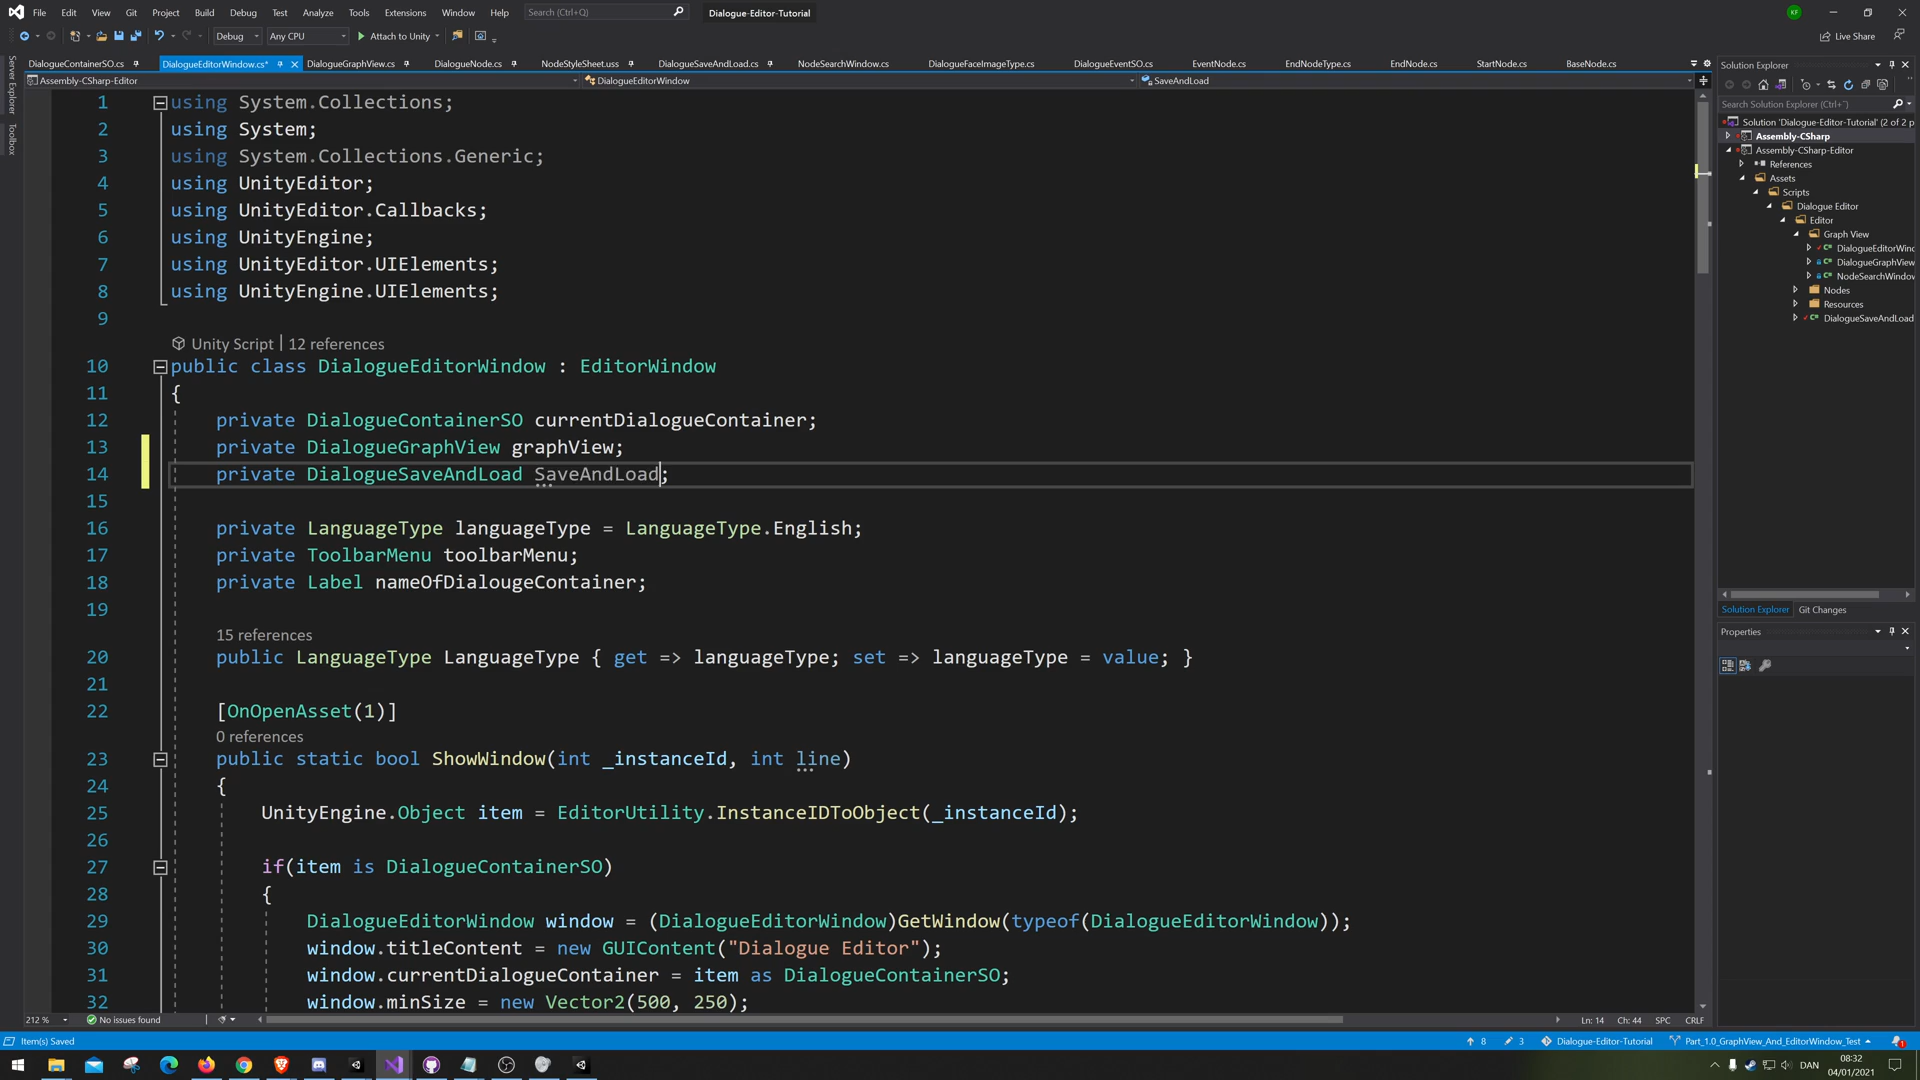 File Edit View Git Project Build Debug Test Analyze Tools Extensions Window Help Search (Ctrl+Q) Dialogue-Editor-Tutorial KF
Debug Any CPU Attach to Unity Live Share
Server Explorer
Toolbox
DialogueContainerSO.cs DialogueEditorWindow.cs* DialogueGraphView.cs DialogueNode.cs NodeStyleSheet.uss DialogueSaveAndLoad.cs NodeSearchWindow.cs DialogueFaceImageType.cs DialogueEventSO.cs EventNode.cs EndNodeType.cs EndNode.cs StartNode.cs BaseNode.cs
Assembly-CSharp-Editor DialogueEditorWindow SaveAndLoad
1 using System.Collections;
2 using System;
3 using System.Collections.Generic;
4 using UnityEditor;
5 using UnityEditor.Callbacks;
6 using UnityEngine;
7 using UnityEditor.UIElements;
8 using UnityEngine.UIElements;
9
Unity Script | 12 references
10 public class DialogueEditorWindow : EditorWindow
11 {
12 private DialogueContainerSO currentDialogueContainer;
13 private DialogueGraphView graphView;
14 private DialogueSaveAndLoad SaveAndLoad;
15
16 private LanguageType languageType = LanguageType.English;
17 private ToolbarMenu toolbarMenu;
18 private Label nameOfDialougeContainer;
19
15 references
20 public LanguageType LanguageType { get => languageType; set => languageType = value; }
21
22 [OnOpenAsset(1)]
0 references
23 public static bool ShowWindow(int _instanceId, int line)
24 {
25 UnityEngine.Object item = EditorUtility.InstanceIDToObject(_instanceId);
26
27 if(item is DialogueContainerSO)
28 {
29 DialogueEditorWindow window = (DialogueEditorWindow)GetWindow(typeof(DialogueEditorWindow));
30 window.titleContent = new GUIContent("Dialogue Editor");
31 window.currentDialogueContainer = item as DialogueContainerSO;
32 window.minSize = new Vector2(500, 250);
212 % No issues found Ln: 14 Ch: 44 SPC CRLF
Solution Explorer
Search Solution Explorer (Ctrl+¨)
Solution 'Dialogue-Editor-Tutorial' (2 of 2 p
Assembly-CSharp
Assembly-CSharp-Editor
References
Assets
Scripts
Dialogue Editor
Editor
Graph View
DialogueEditorWinc
DialogueGraphView
NodeSearchWindow
Nodes
Resources
DialogueSaveAndLoad
Solution Explorer Git Changes
Properties
Item(s) Saved 8 3 Dialogue-Editor-Tutorial Part_1.0_GraphView_And_EditorWindow_Test 1
DAN 08:32
04/01/2021